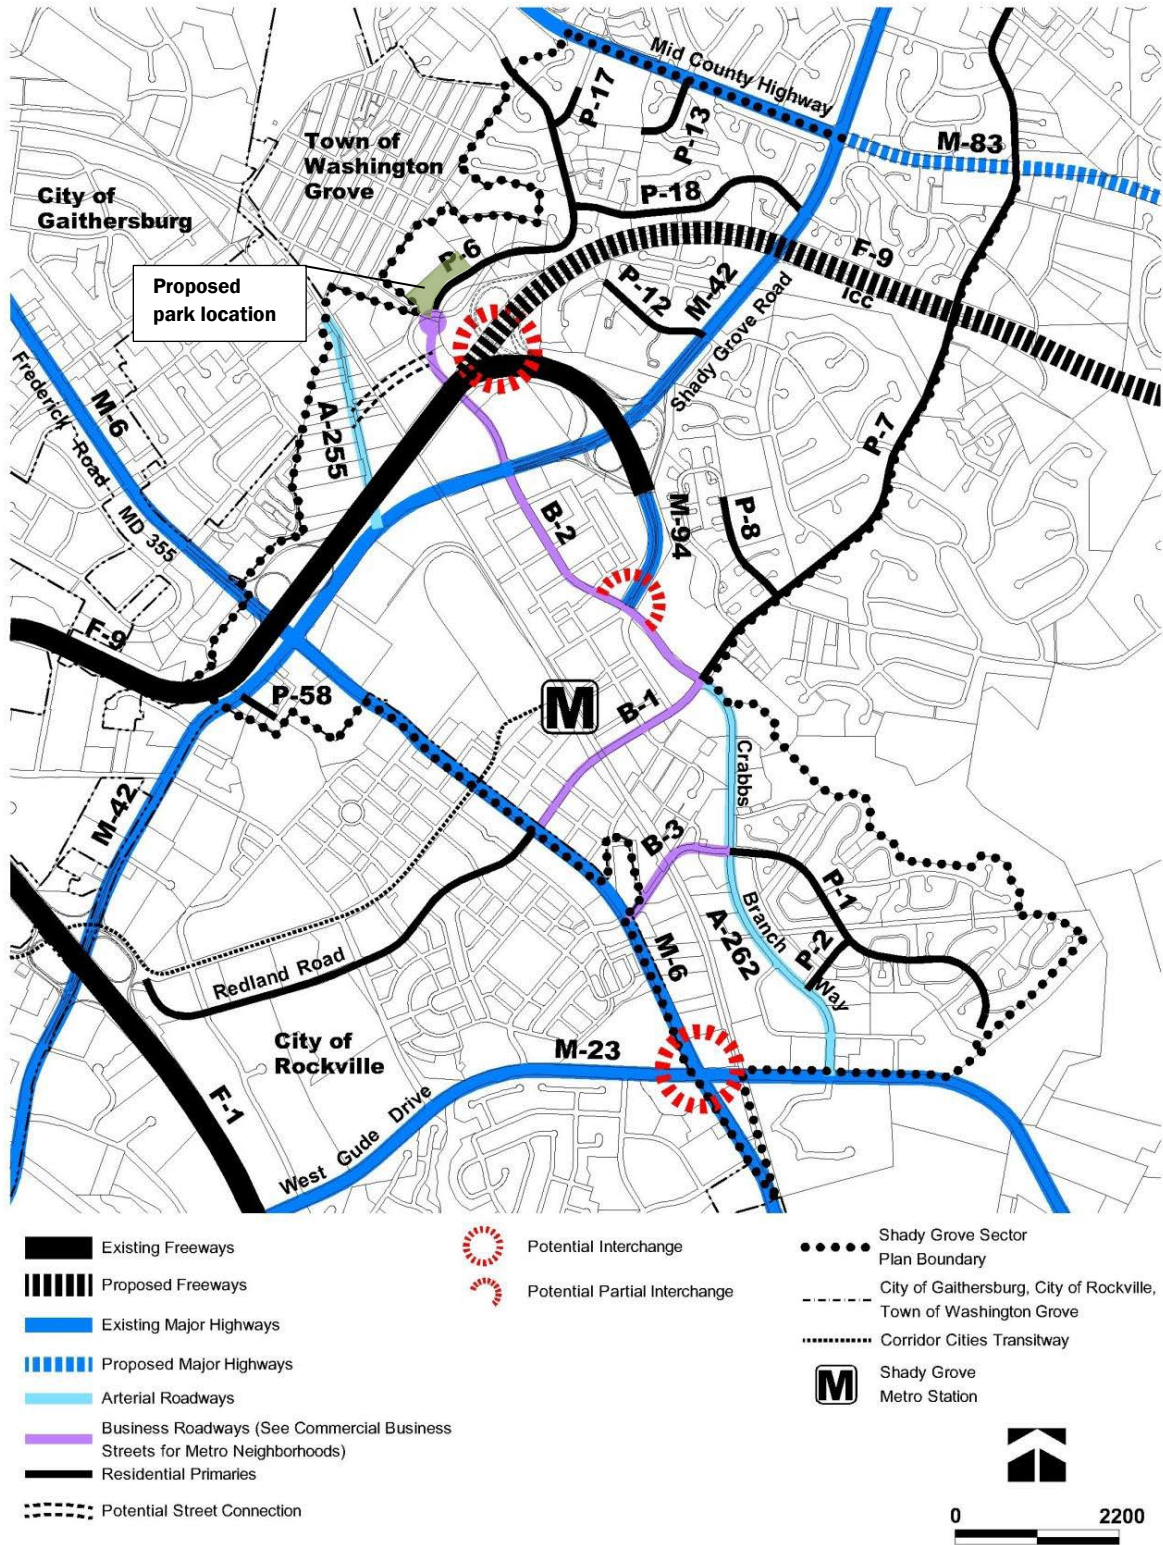 Mid County Highway
P-17
P-13
M-83
Town of
Washington
Grove
City of
Gaithersburg
P-18
P-6
F-9
Icc
Proposed
park location
P-12
M-42
Shady Grove Road
Frederick Road
M-6
MD 355
A-255
P-7
B-2
M-94
P-8
F-9
P-58
M
B-1
Crabbs
M-42
B-3
P-1
Branch
P-2
A-262
Way
M-6
Redland Road
City of
Rockville
M-23
F-1
West Gude Drive
Existing Freeways
Proposed Freeways
Existing Major Highways
Proposed Major Highways
Arterial Roadways
Business Roadways (See Commercial Business
Streets for Metro Neighborhoods)
Residential Primaries
Potential Street Connection
Potential Interchange
Potential Partial Interchange
Shady Grove Sector
Plan Boundary
City of Gaithersburg, City of Rockville,
Town of Washington Grove
Corridor Cities Transitway
M
Shady Grove
Metro Station
0 2200